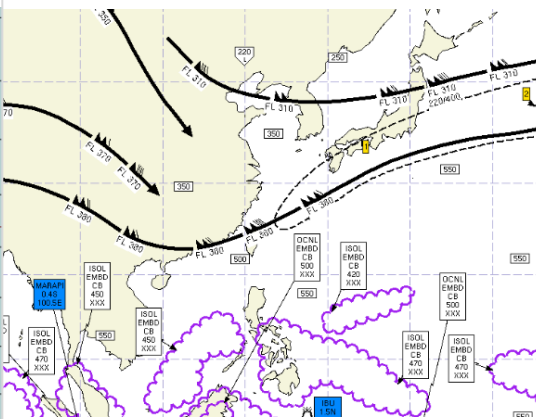 350
220
L
250
FL 310
FL 310
FL 310
FL 310
FL 310
220/400
2
1
70
FL 370
FL 370
350
350
550
FL 380
FL 380
FL 380
FL 380
500
550
OCNL
EMBD
CB
500
XXX
ISOL
EMBD
CB
420
XXX
550
ISOL
EMBD
CB
450
XXX
MARAPI
100.5E
OCNL
EMBD
CB
500
XXX
550
ISOL
EMBD
CB
450
XXX
ISOL
EMBD
CB
470
XXX
ISOL
EMBD
CB
470
XXX
ISOL
EMBD
CB
470
XXX
IBU
1.5N
550